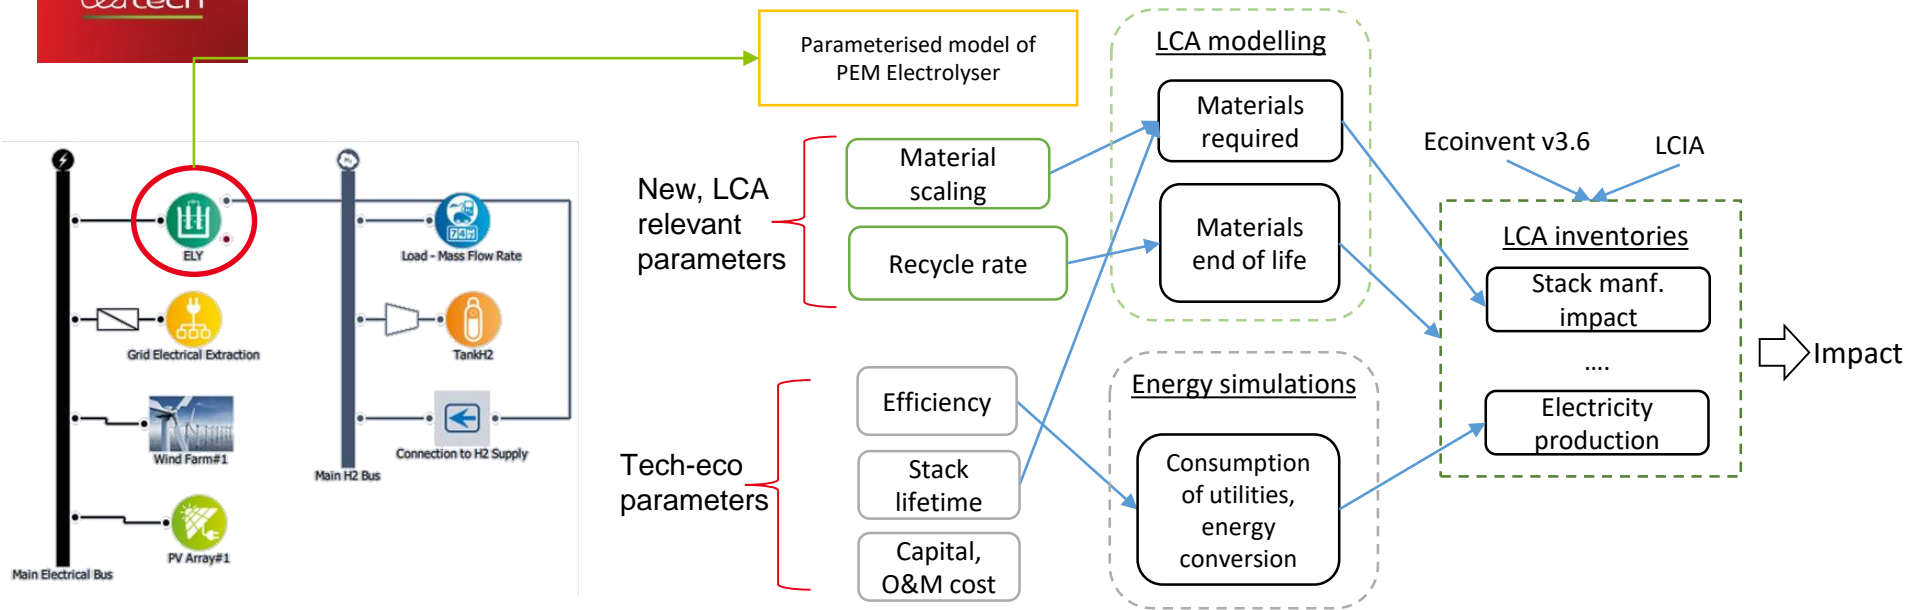 tech
Parameterised model of
PEM Electrolyser
LCA modelling
Materials
required
Materials
end of life
Material
scaling
Recycle rate
New, LCA
relevant
parameters
Ecoinvent v3.6
LCIA
LCA inventories
Stack manf.
impact
....
Electricity
production
Impact
Tech-eco
parameters
Efficiency
Stack
lifetime
Capital,
O&M cost
Energy simulations
Consumption
of utilities,
energy
conversion
ELY
Grid Electrical Extraction
Wind Farm#1
PV Array#1
Main Electrical Bus
H₂
Load - Mass Flow Rate
TankH2
Connection to H2 Supply
Main H2 Bus